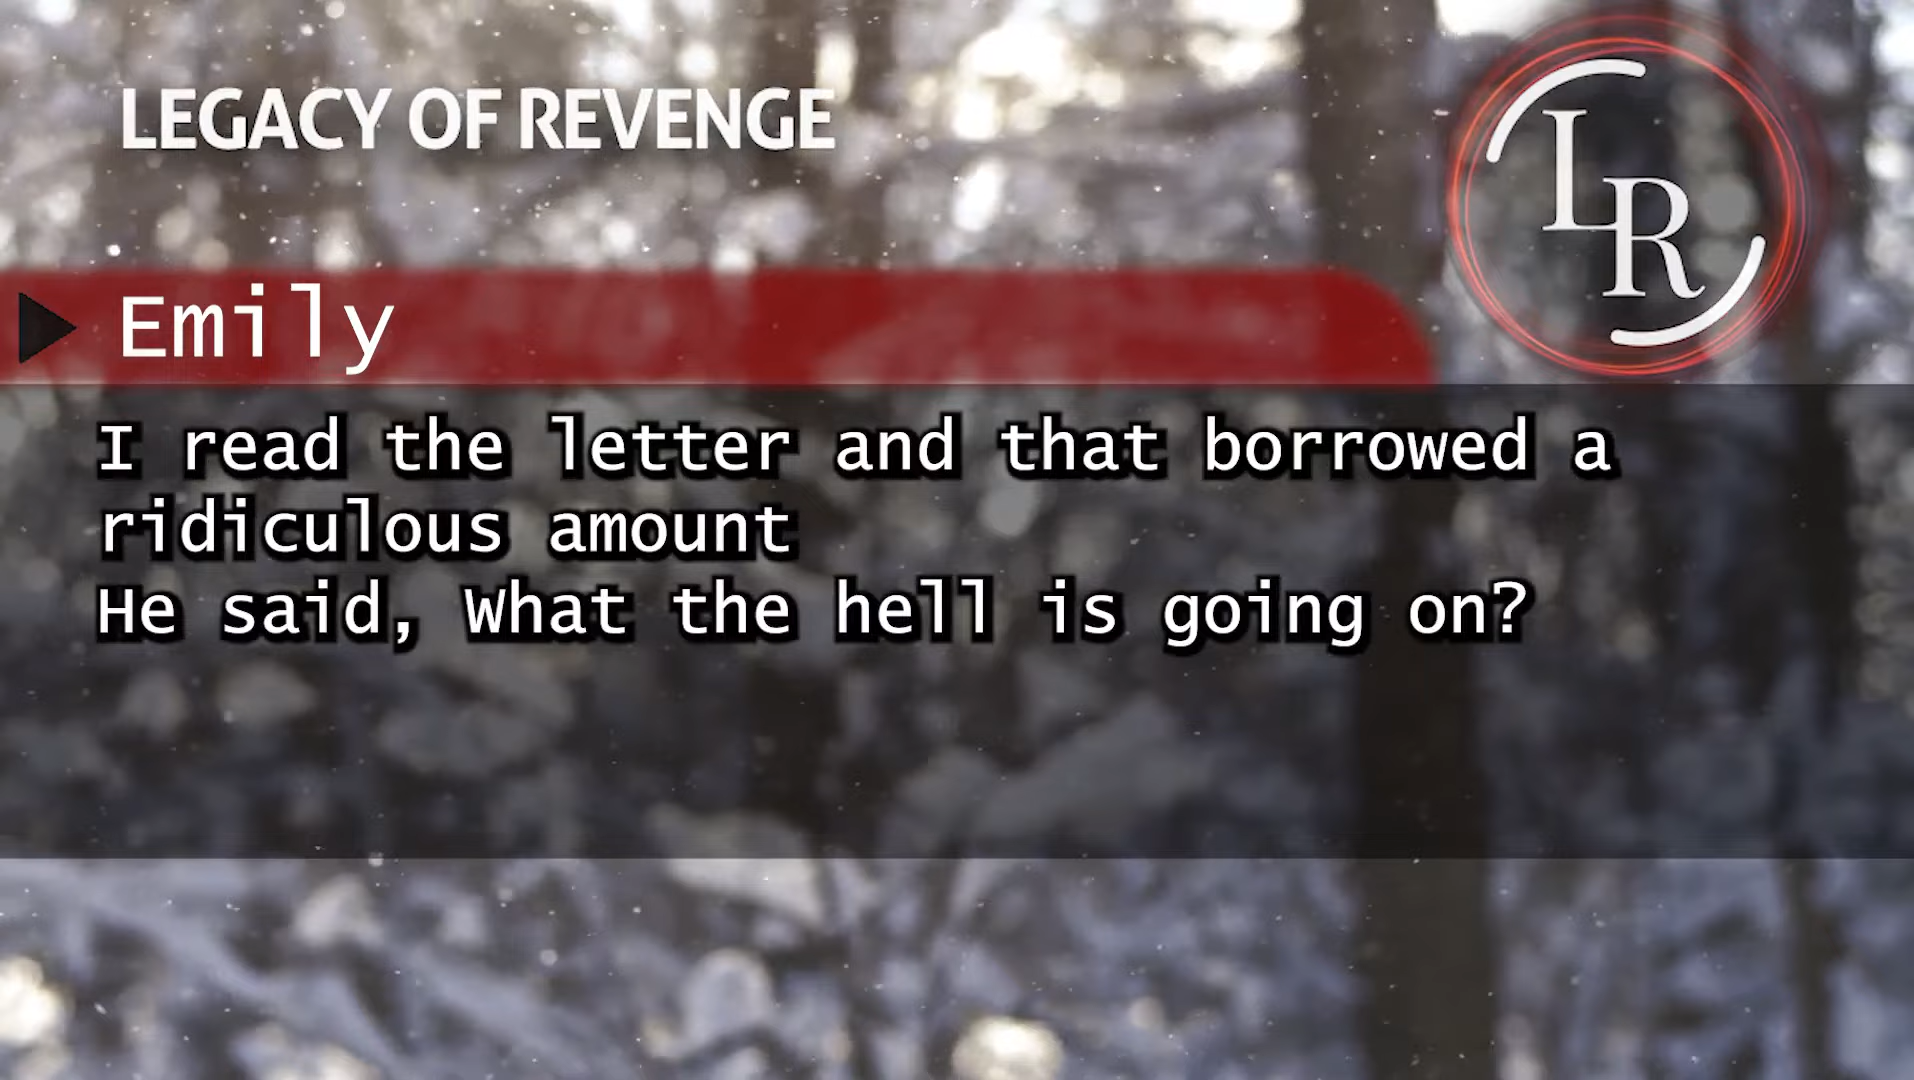 LEGACY OF REVENGE
LR
Emily
I read the letter and that borrowed a
ridiculous amount
He said, What the hell is going on?